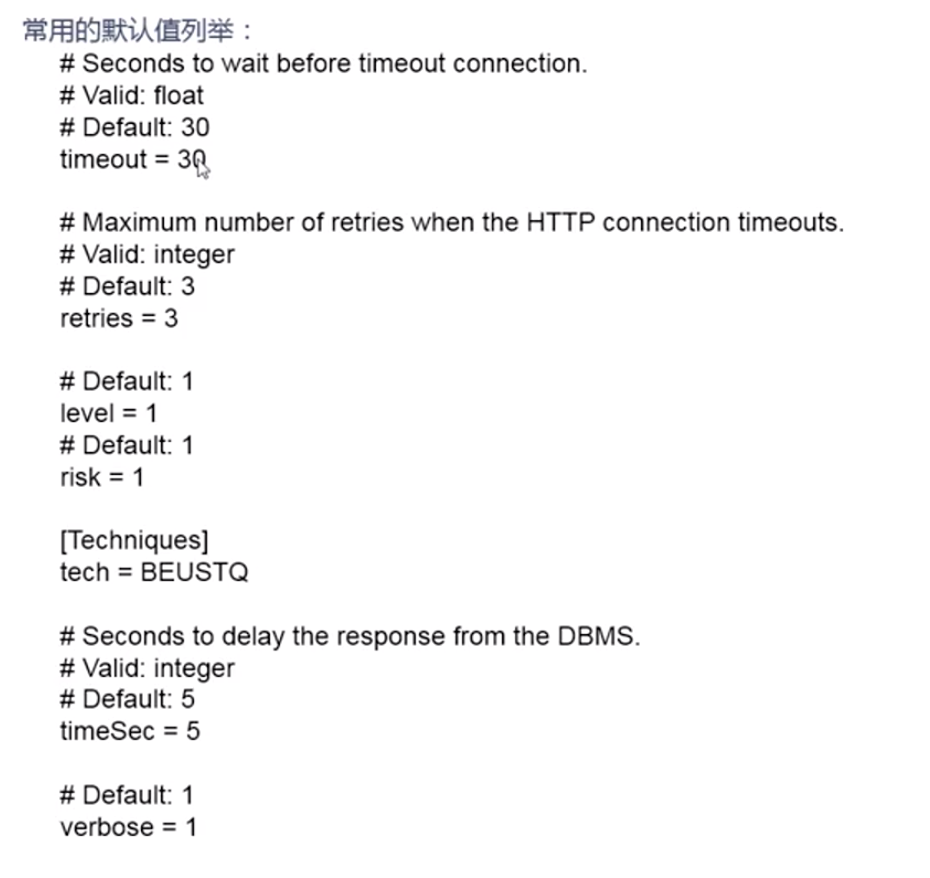 常用的默认值列举：
# Seconds to wait before timeout connection.
# Valid: float
# Default: 30
timeout = 30
# Maximum number of retries when the HTTP connection timeouts.
# Valid: integer
# Default: 3
retries = 3
# Default: 1
level = 1
# Default: 1
risk = 1
[Techniques]
tech = BEUSTQ
# Seconds to delay the response from the DBMS.
# Valid: integer
# Default: 5
timeSec = 5
# Default: 1
verbose = 1